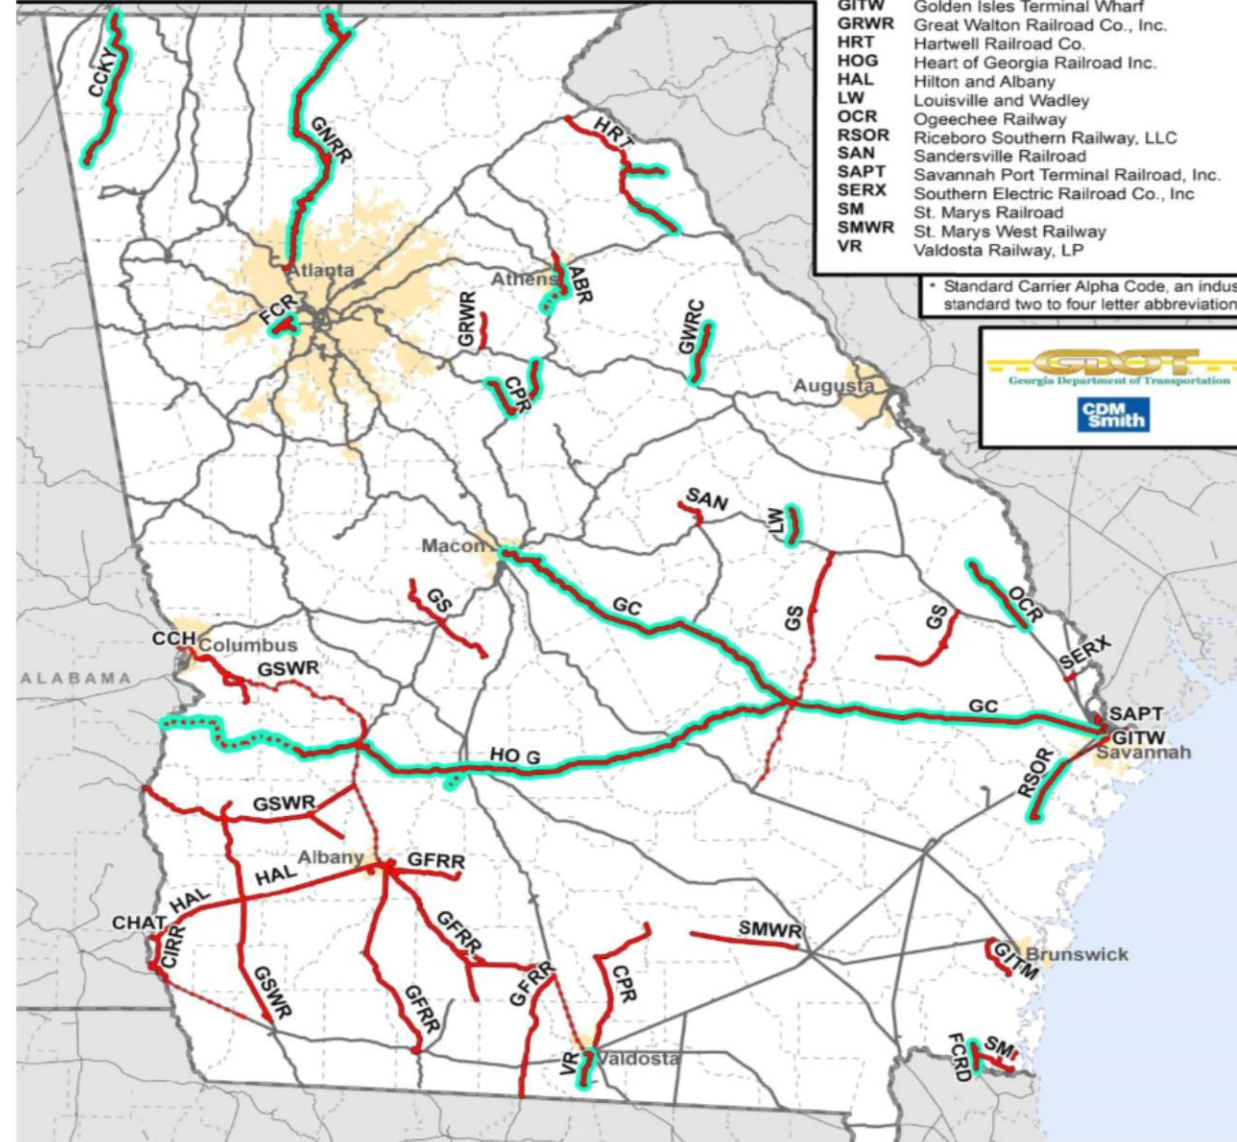 GITW Golden Isles Terminal Wharf
GRWR Great Walton Railroad Co., Inc.
HRT Hartwell Railroad Co.
HOG Heart of Georgia Railroad Inc.
HAL Hilton and Albany
LW Louisville and Wadley
OCR Ogeechee Railway
RSOR Riceboro Southern Railway, LLC
SAN Sandersville Railroad
SAPT Savannah Port Terminal Railroad, Inc.
SERX Southern Electric Railroad Co., Inc
SM St. Marys Railroad
SMWR St. Marys West Railway
VR Valdosta Railway, LP
* Standard Carrier Alpha Code, an indus
standard two to four letter abbreviation
GDOT
Georgia Department of Transportation
CDM
Smith
CCKY
GNRR
HRT
Atlanta
Athens
ABR
FCR
GRWR
GWRC
CPR
Augusta
SAN
LW
Macon
GC
GS
GS
GS
OCR
CCH
Columbus
GSWR
SERX
ALABAMA
GC
SAPT
GITW
Savannah
HO G
RSOR
GSWR
Albany
GFRR
HAL
HAL
CHAT
CIRR
GFRR
SMWR
Brunswick
GITM
GSWR
GFRR
GFRR
CPR
VR
Valdosta
FCRD
SM